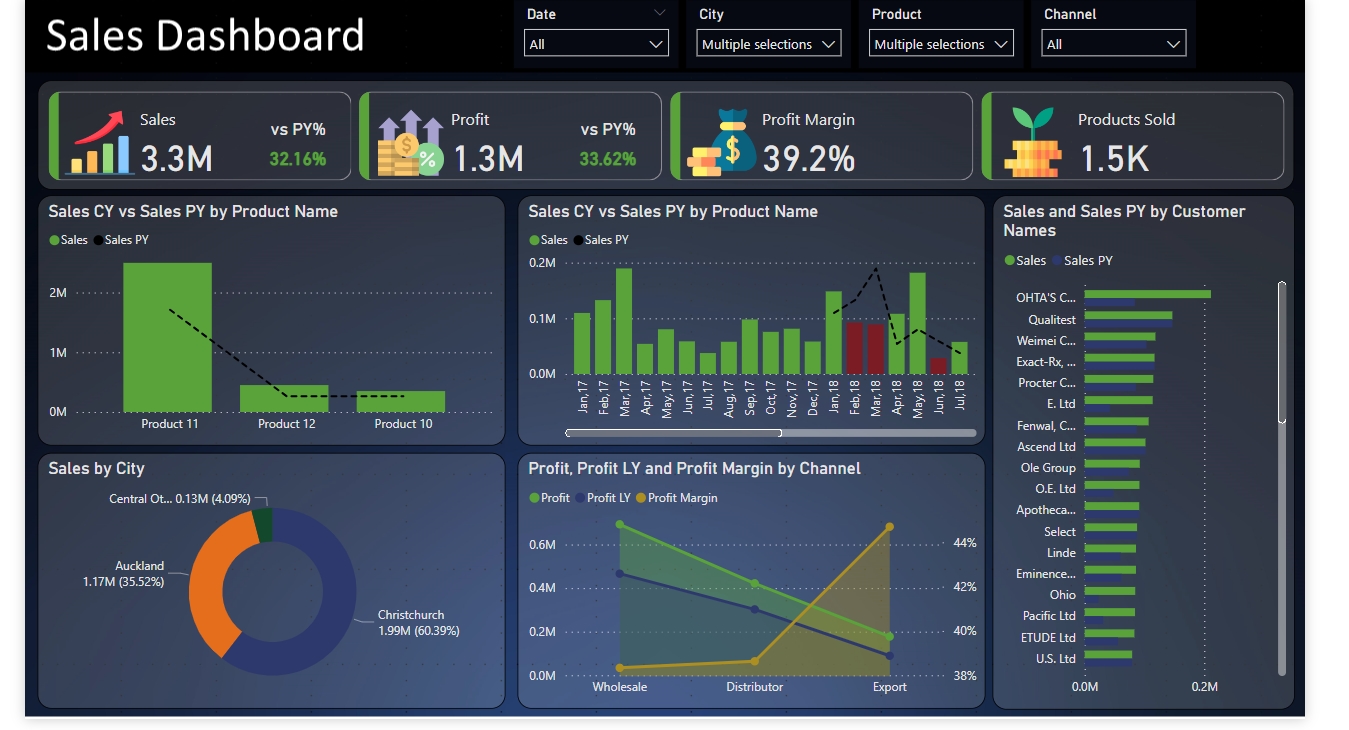 Sales Dashboard
Date
City
Product
Channel
All
Multiple selections
Multiple selections
All
Sales
3.3M
vs PY%
32.16%
Profit
1.3M
vs PY%
33.62%
Profit Margin
39.2%
Products Sold
1.5K
Sales CY vs Sales PY by Product Name
Sales
Sales PY
2M
1M
0M
Product 11
Product 12
Product 10
Sales CY vs Sales PY by Product Name
Sales
Sales PY
0.2M
0.1M
0.0M
Jan,17
Feb,17
Mar,17
Apr,17
May,17
Jun,17
Jul,17
Aug,17
Sep,17
Oct,17
Nov,17
Dec,17
Jan,18
Feb,18
Mar,18
Apr,18
May,18
Jun,18
Jul,18
Sales and Sales PY by Customer
Names
Sales
Sales PY
OHTA'S C...
Qualitest
Weimei C...
Exact-Rx, ...
Procter C...
E. Ltd
Fenwal, C...
Ascend Ltd
Ole Group
O.E. Ltd
Apotheca...
Select
Linde
Eminence...
Ohio
Pacific Ltd
ETUDE Ltd
U.S. Ltd
0.0M
0.2M
Sales by City
Central Ot... 0.13M (4.09%)
Auckland
1.17M (35.52%)
Christchurch
1.99M (60.39%)
Profit, Profit LY and Profit Margin by Channel
Profit
Profit LY
Profit Margin
0.6M
0.4M
0.2M
0.0M
44%
42%
40%
38%
Wholesale
Distributor
Export